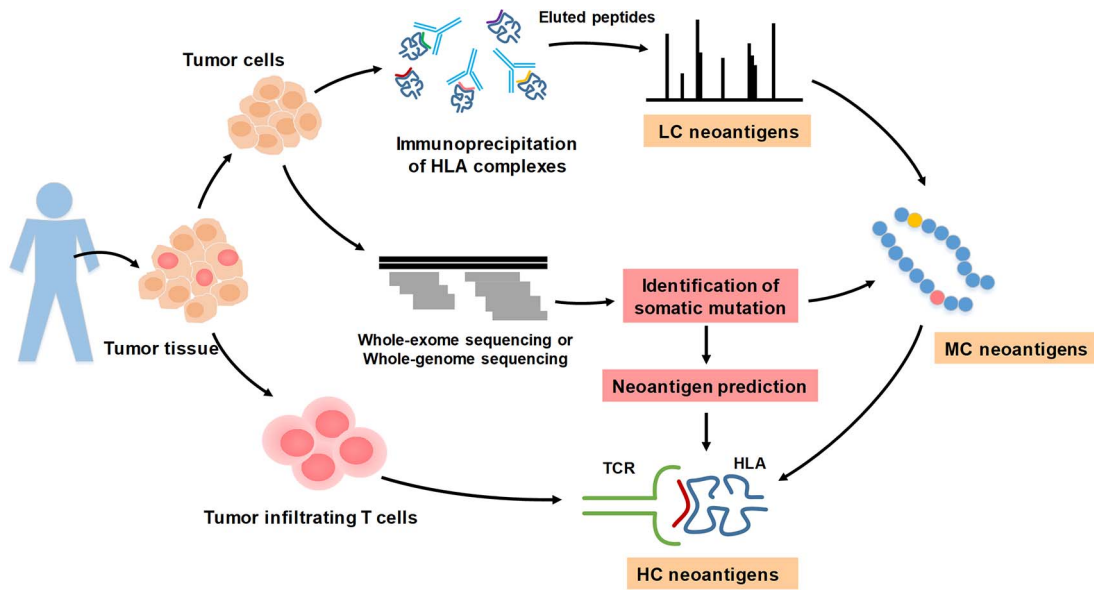 Eluted peptides
Tumor cells
Immunoprecipitation
of HLA complexes
LC neoantigens
Tumor tissue
Whole-exome sequencing or
Whole-genome sequencing
Identification of
somatic mutation
MC neoantigens
Neoantigen prediction
TCR
HLA
Tumor infiltrating T cells
HC neoantigens